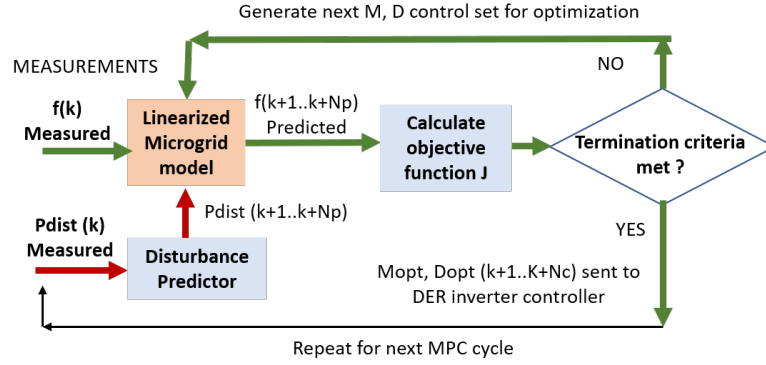 Generate next M, D control set for optimization
MEASUREMENTS
NO
f(k)
Measured
Linearized
Microgrid
model
f(k+1..k+Np)
Predicted
Calculate
objective
function J
Termination criteria
met ?
Pdist (k+1..k+Np)
Pdist (k)
Measured
Disturbance
Predictor
YES
Mopt, Dopt (k+1..K+Nc) sent to
DER inverter controller
Repeat for next MPC cycle